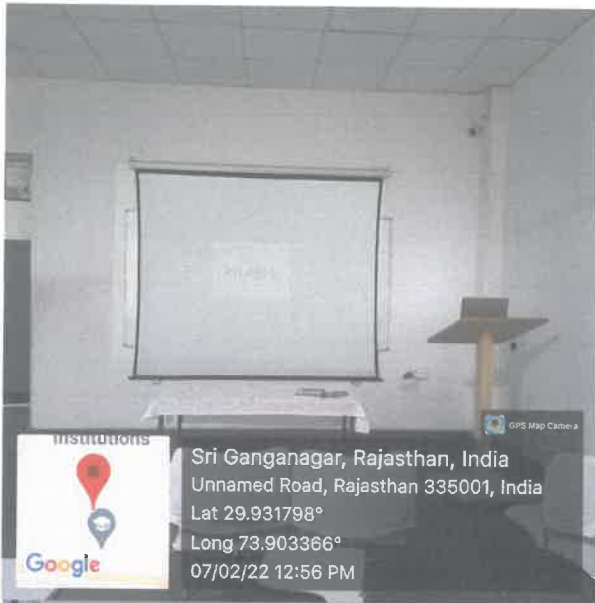 GPS Map Camera
Institutions
Sri Ganganagar, Rajasthan, India
Unnamed Road, Rajasthan 335001, India
Lat 29.931798°
Long 73.903366°
07/02/22 12:56 PM
Google